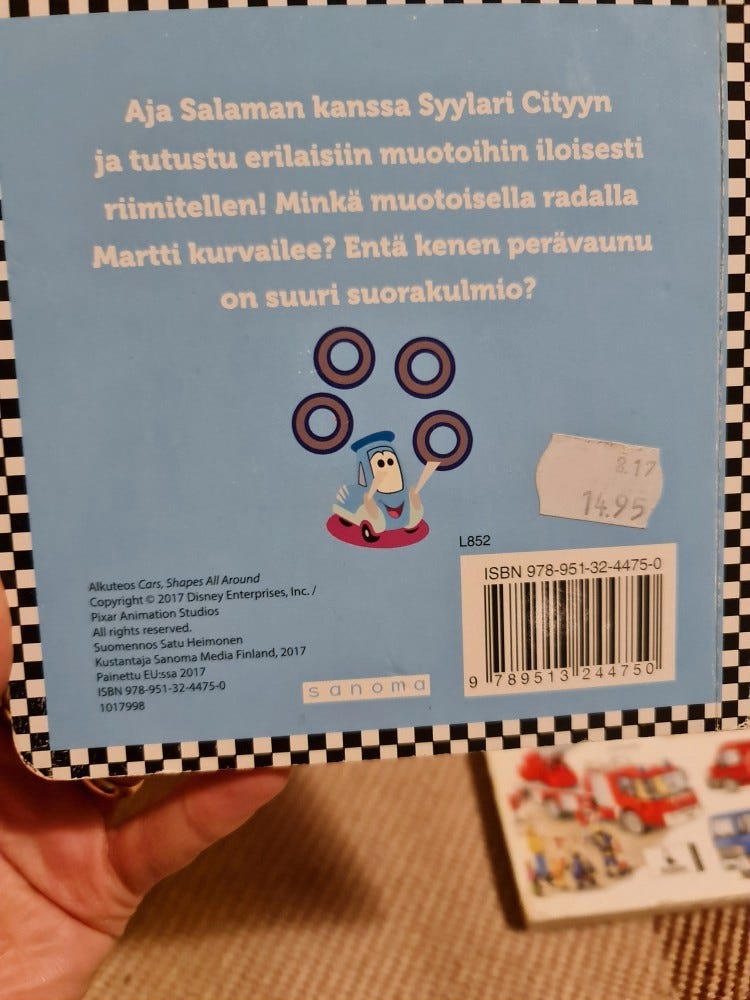 Aja Salaman kanssa Syylari Cityyn
ja tutustu erilaisiin muotoihin iloisesti
riimitellen! Minkä muotoisella radalla
Martti kurvailee? Entä kenen perävaunu
on suuri suorakulmio?
8.17
14.95
L852
Alkuteos Cars, Shapes All Around
Copyright © 2017 Disney Enterprises, Inc. /
Pixar Animation Studios
All rights reserved.
Suomennos Satu Heimonen
Kustantaja Sanoma Media Finland, 2017
Painettu EU:ssa 2017
ISBN 978-951-32-4475-0
1017998
sanoma
ISBN 978-951-32-4475-0
9 789513 244750